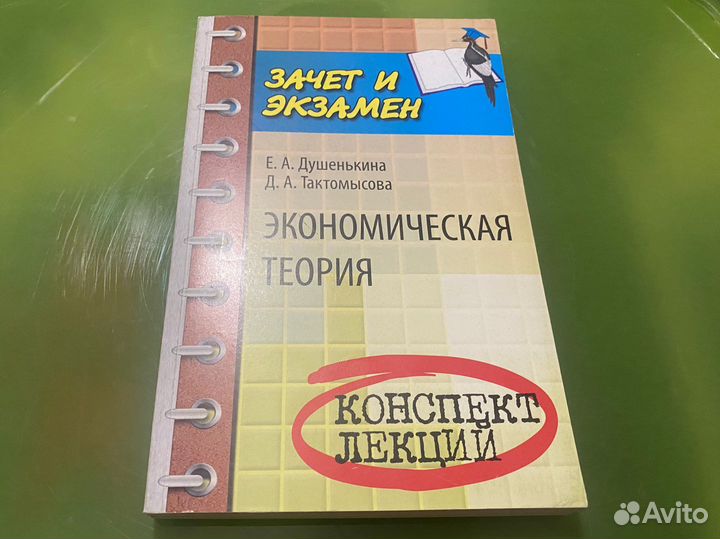 ЗАЧЕТ И
ЭКЗАМЕН
Е. А. Душенькина
Д. А. Тактомысова
ЭКОНОМИЧЕСКАЯ
ТЕОРИЯ
КОНСПЕКТ
ЛЕКЦИЙ
Avito